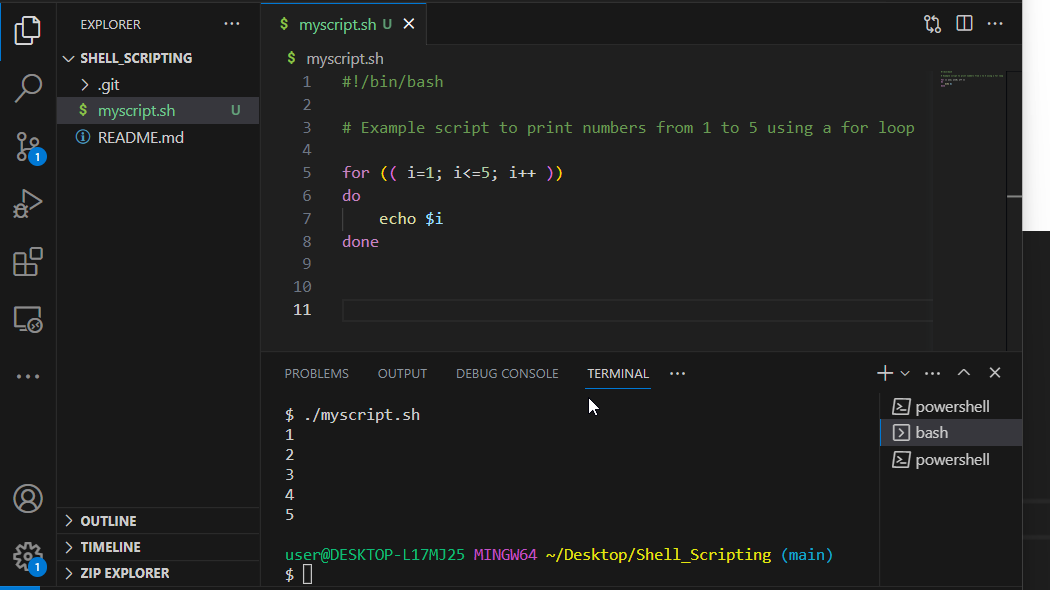 EXPLORER
SHELL_SCRIPTING
.git
$ myscript.sh U
README.md
1
OUTLINE
TIMELINE
1
ZIP EXPLORER
$ myscript.sh U
$ myscript.sh
1 #!/bin/bash
2
3 # Example script to print numbers from 1 to 5 using a for loop
4
5 for (( i=1; i<=5; i++ ))
6 do
7 echo $i
8 done
9
10
11
PROBLEMS OUTPUT DEBUG CONSOLE TERMINAL
$ ./myscript.sh
1
2
3
4
5
user@DESKTOP-L17MJ25 MINGW64 ~/Desktop/Shell_Scripting (main)
$
powershell
bash
powershell